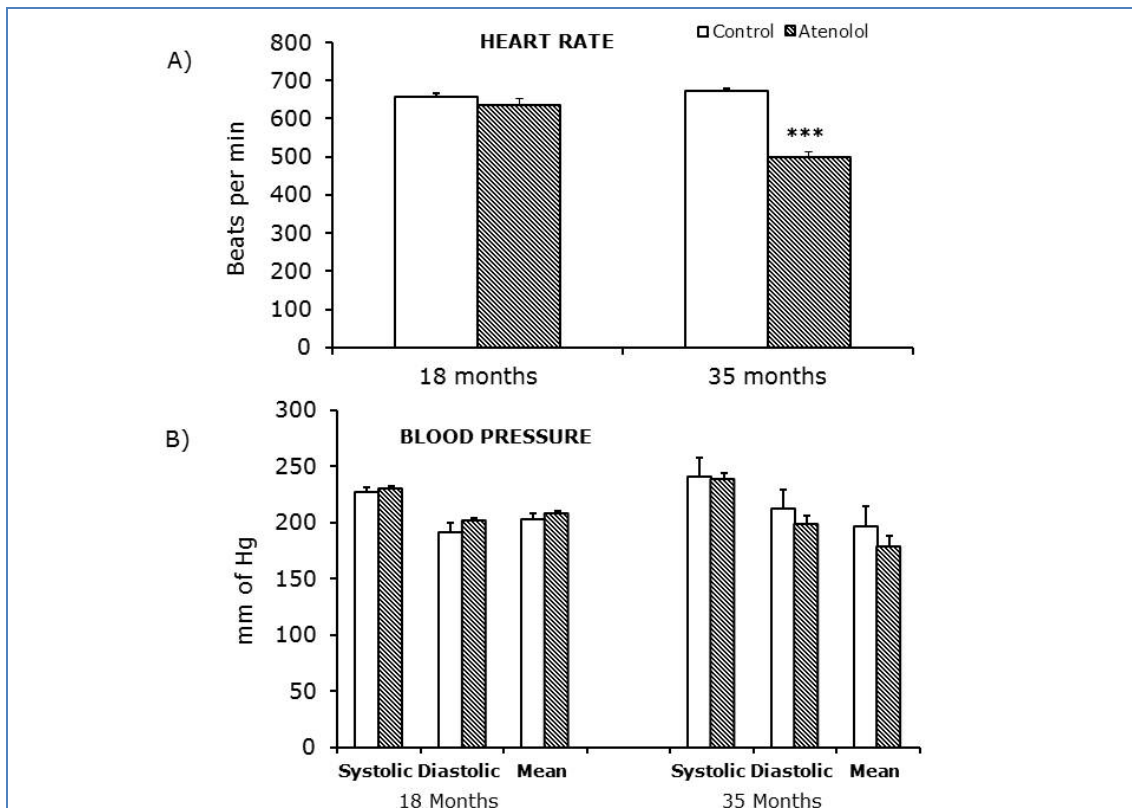 A)
HEART RATE
Control Atenolol
Beats per min
800
700
600
500
400
300
200
100
0
***
18 months 35 months
B)
BLOOD PRESSURE
mm of Hg
300
250
200
150
100
50
0
Systolic Diastolic Mean Systolic Diastolic Mean
18 Months 35 Months